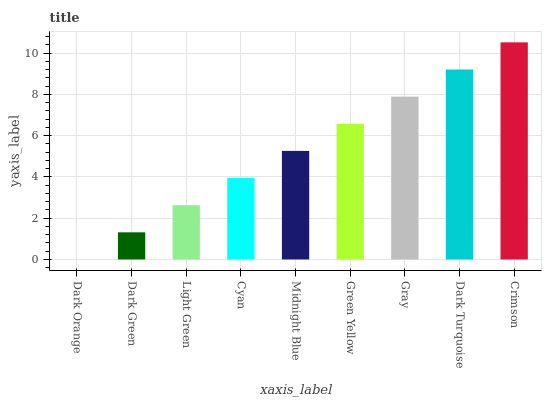 title
yaxis_label
10
8
6
4
2
0
Dark Orange
Dark Green
Light Green
Cyan
Midnight Blue
Green Yellow
Gray
Dark Turquoise
Crimson
xaxis_label